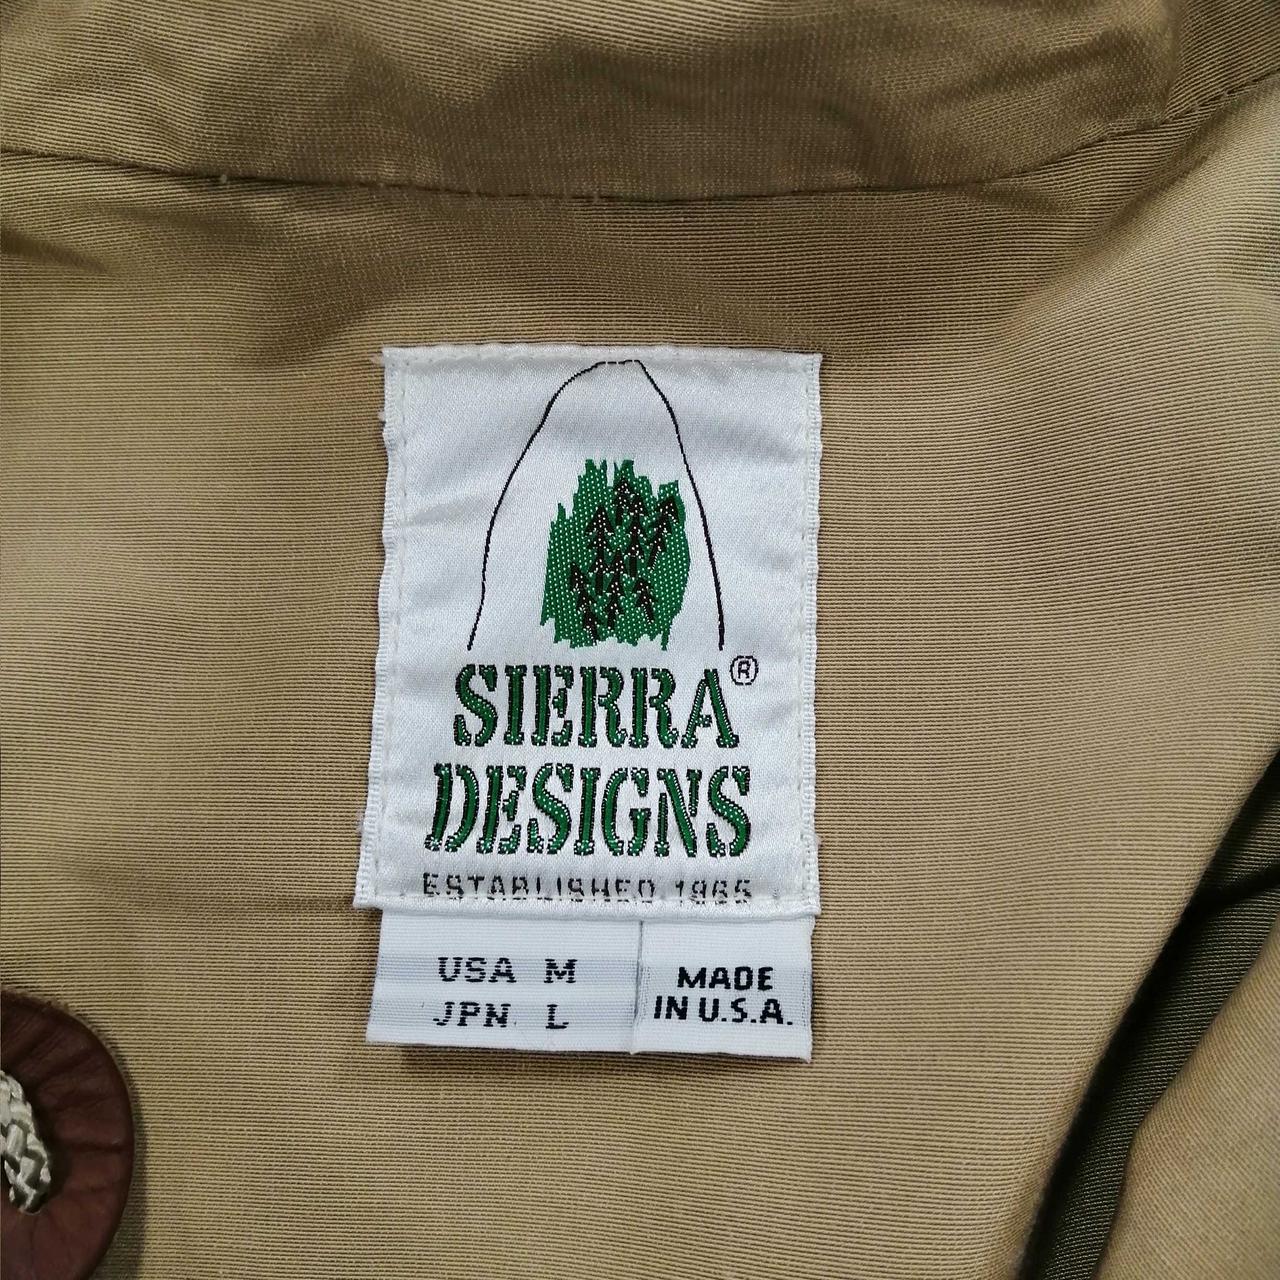 SIERRA®
DESIGNS
ESTABLISHED 1965
USA M
JPN L
MADE
IN U.S.A.